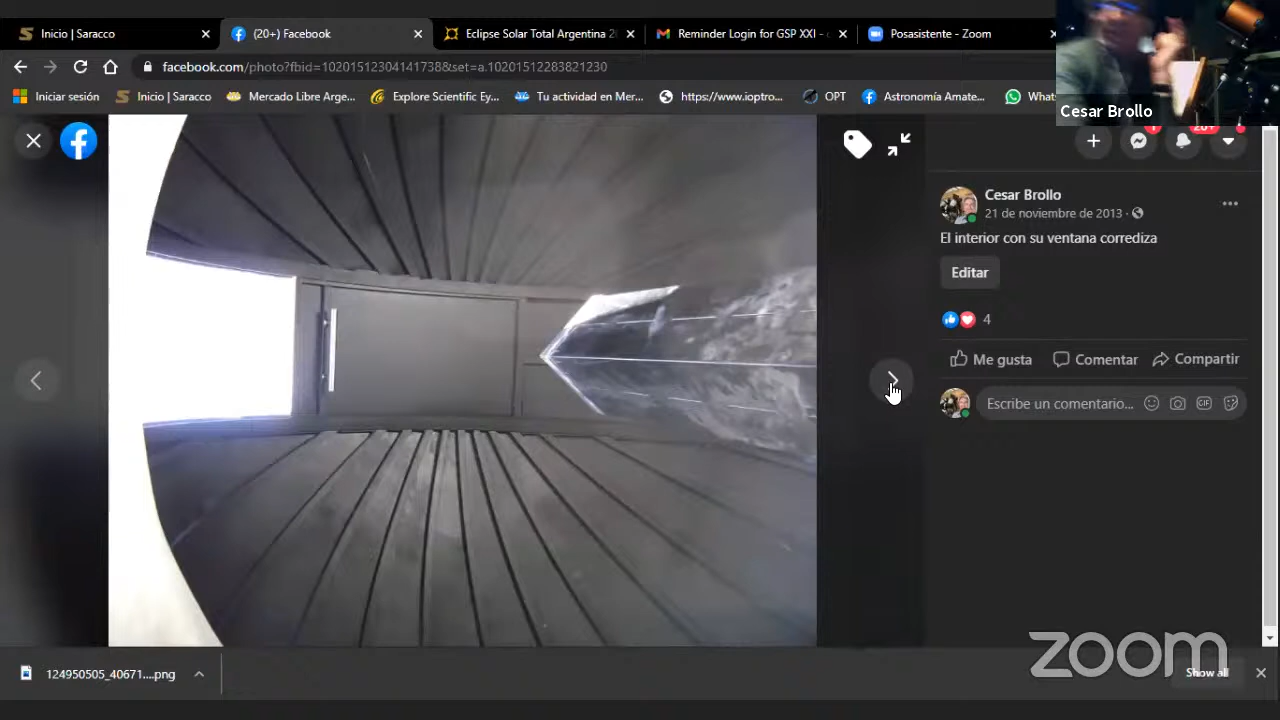 Inicio | Saracco
(20+) Facebook
Eclipse Solar Total Argentina 2
Reminder Login for GSP XXI - c
Posasistente - Zoom
facebook.com/photo?fbid=10201512304141738&set=a.10201512283821230
Iniciar sesión
Inicio | Saracco
Mercado Libre Arge...
Explore Scientific Ey...
Tu actividad en Mer...
https://www.ioptro...
OPT
Astronomía Amate...
Whats
Cesar Brollo
20+
Cesar Brollo
21 de noviembre de 2013
El interior con su ventana corrediza
Editar
4
Me gusta
Comentar
Compartir
Escribe un comentario...
GIF
124950505_40671....png
Show all
zoom